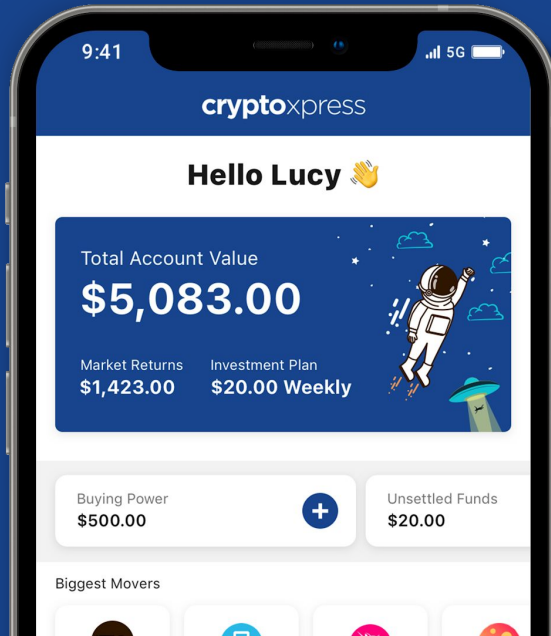 9:41
5G
cryptoxpress
Hello Lucy 👋
Total Account Value
$5,083.00
Market Returns Investment Plan
$1,423.00 $20.00 Weekly
Buying Power Unsettled Funds
$500.00 $20.00
Biggest Movers